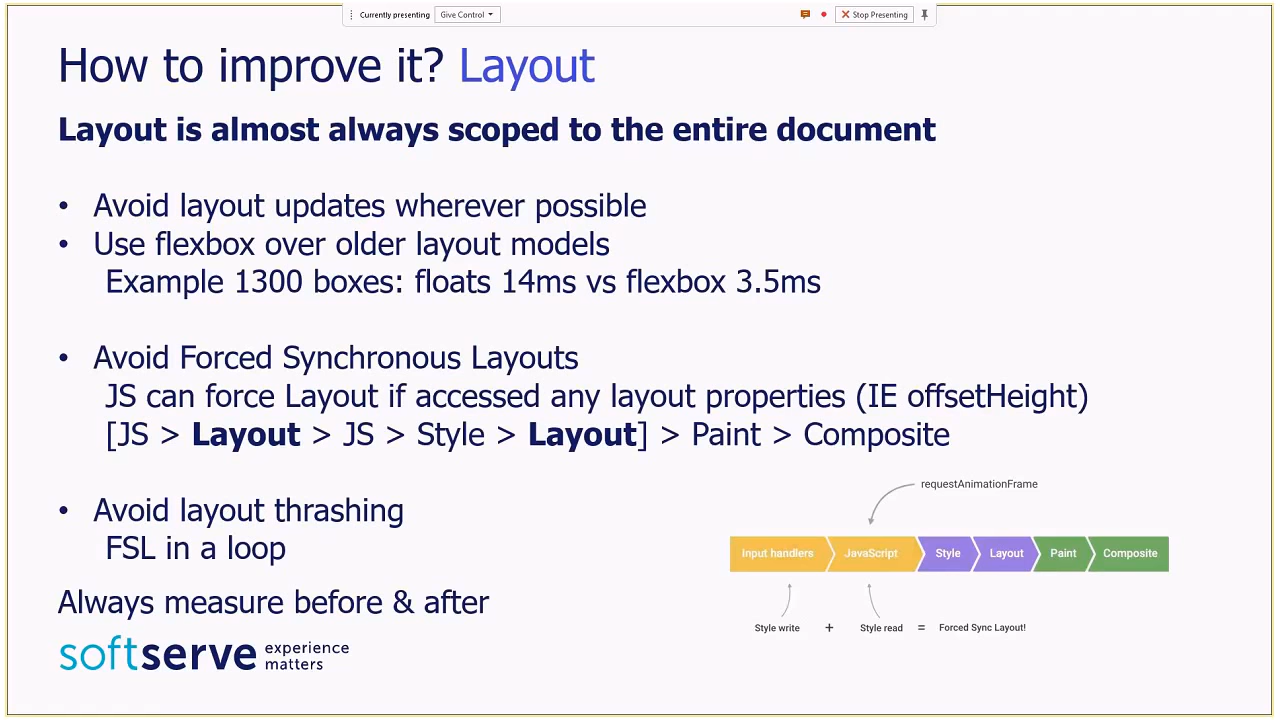 Currently presenting Give Control Stop Presenting
How to improve it? Layout
Layout is almost always scoped to the entire document
• Avoid layout updates wherever possible
• Use flexbox over older layout models
Example 1300 boxes: floats 14ms vs flexbox 3.5ms
• Avoid Forced Synchronous Layouts
JS can force Layout if accessed any layout properties (IE offsetHeight)
[JS > Layout > JS > Style > Layout] > Paint > Composite
• Avoid layout thrashing
FSL in a loop
Always measure before & after
requestAnimationFrame
Input handlers JavaScript Style Layout Paint Composite
Style write + Style read = Forced Sync Layout!
softserve experience
matters